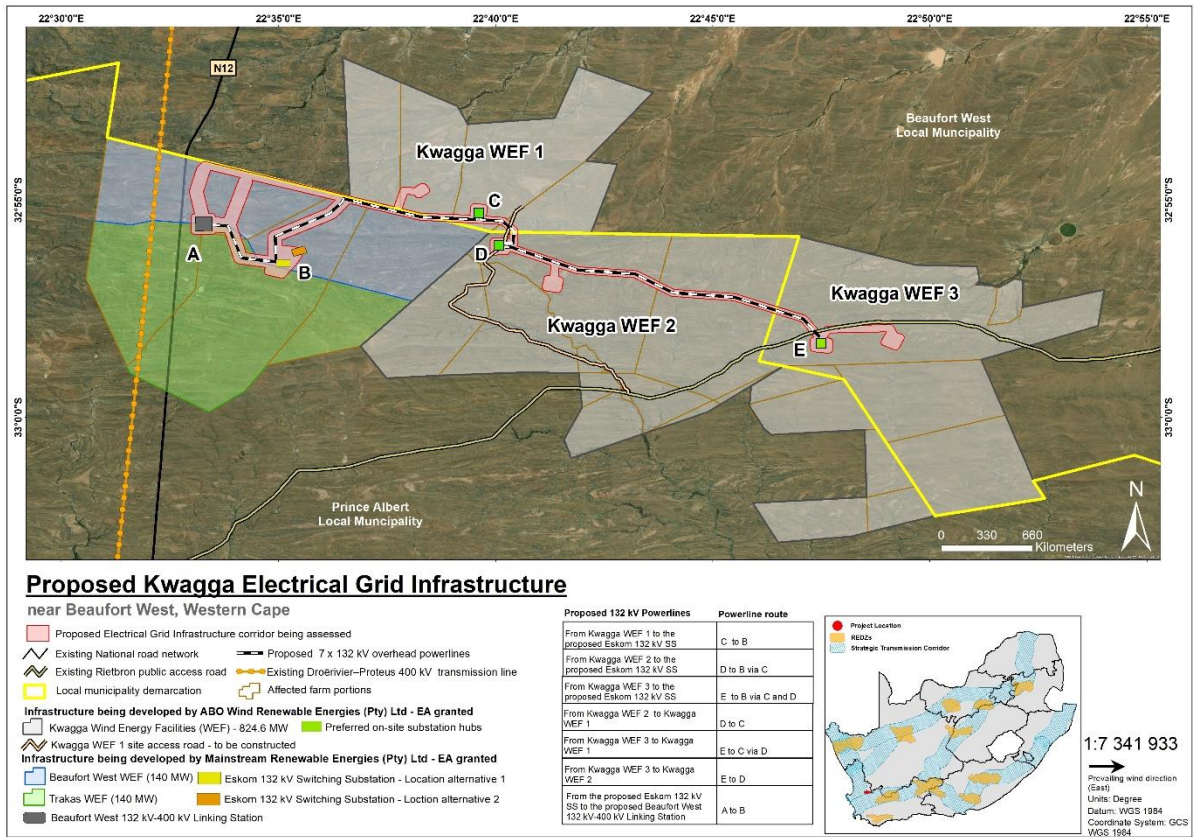 22°30'0"E
22°35'0"E
22°40'0"E
22°45'0"E
22°50'0"E
22°55'0"E
N12
Beaufort West
Local Muncipality
Kwagga WEF 1
32°55'0"S
32°55'0"S
C
A
B
D
Kwagga WEF 3
Kwagga WEF 2
E
33°0'0"S
33°0'0"S
Prince Albert
Local Muncipality
N
0 330 660
Kilometers
Proposed Kwagga Electrical Grid Infrastructure
near Beaufort West, Western Cape
Proposed Electrical Grid Infrastructure corridor being assessed
Existing National road network
Proposed 7 x 132 kV overhead powerlines
Existing Rietbron public access road
Existing Droërivier–Proteus 400 kV transmission line
Local municipality demarcation
Affected farm portions
Infrastructure being developed by ABO Wind Renewable Energies (Pty) Ltd - EA granted
Kwagga Wind Energy Facilities (WEF) - 824.6 MW
Preferred on-site substation hubs
Kwagga WEF 1 site access road - to be constructed
Infrastructure being developed by Mainstream Renewable Energies (Pty) Ltd - EA granted
Beaufort West WEF (140 MW)
Eskom 132 kV Switching Substation - Location alternative 1
Trakas WEF (140 MW)
Eskom 132 kV Switching Substation - Loction alternative 2
Beaufort West 132 kV-400 kV Linking Station
Proposed 132 kV Powerlines
Powerline route
From Kwagga WEF 1 to the
proposed Eskom 132 kV SS
C to B
From Kwagga WEF 2 to the
proposed Eskom 132 kV SS
D to B via C
From Kwagga WEF 3 to the
proposed Eskom 132 kV SS
E to B via C and D
From Kwagga WEF 2 to Kwagga
WEF 1
D to C
From Kwagga WEF 3 to Kwagga
WEF 1
E to C via D
From Kwagga WEF 3 to Kwagga
WEF 2
E to D
From the proposed Eskom 132 kV
SS to the proposed Beaufort West
132 kV-400 kV Linking Station
A to B
Project Location
REDZs
Strategic Transmission Corridor
1:7 341 933
Prevailing wind direction
(East)
Units: Degree
Datum: WGS 1984
Coordinate System: GCS
WGS 1984